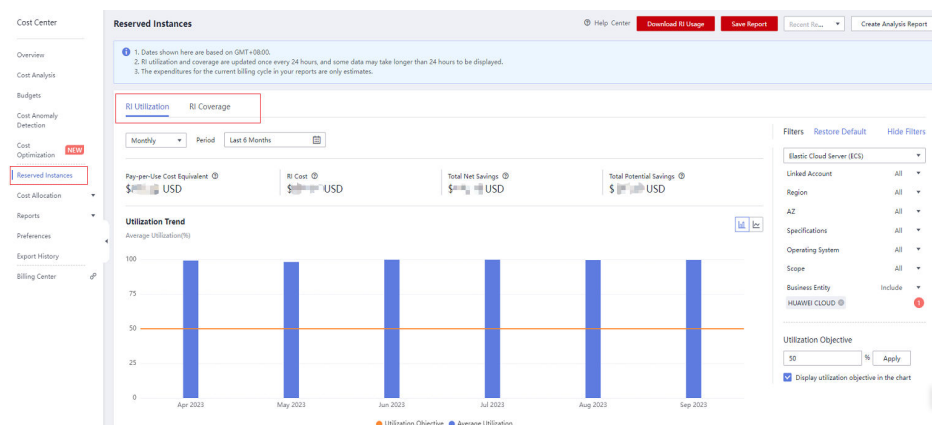 Cost Center
Overview
Cost Analysis
Budgets
Cost Anomaly
Detection
Cost
Optimization NEW
Reserved Instances
Cost Allocation
Reports
Preferences
Export History
Billing Center
Reserved Instances
Help Center
Download RI Usage
Save Report
Recent Re...
Create Analysis Report
1. Dates shown here are based on GMT+08:00.
2. RI utilization and coverage are updated once every 24 hours, and some data may take longer than 24 hours to be displayed.
3. The expenditures for the current billing cycle in your reports are only estimates.
RI Utilization RI Coverage
Monthly Period Last 6 Months
Pay-per-Use Cost Equivalent RI Cost Total Net Savings Total Potential Savings
$ USD $ USD $ USD $ USD
Utilization Trend
Average Utilization(%)
100
75
50
25
0
Apr 2023 May 2023 Jun 2023 Jul 2023 Aug 2023 Sep 2023
Utilization Objective Average Utilization
Filters Restore Default Hide Filters
Elastic Cloud Server (ECS)
Linked Account All
Region All
AZ All
Specifications All
Operating System All
Scope All
Business Entity Include
HUAWEI CLOUD 1
Utilization Objective
50 % Apply
Display utilization objective in the chart